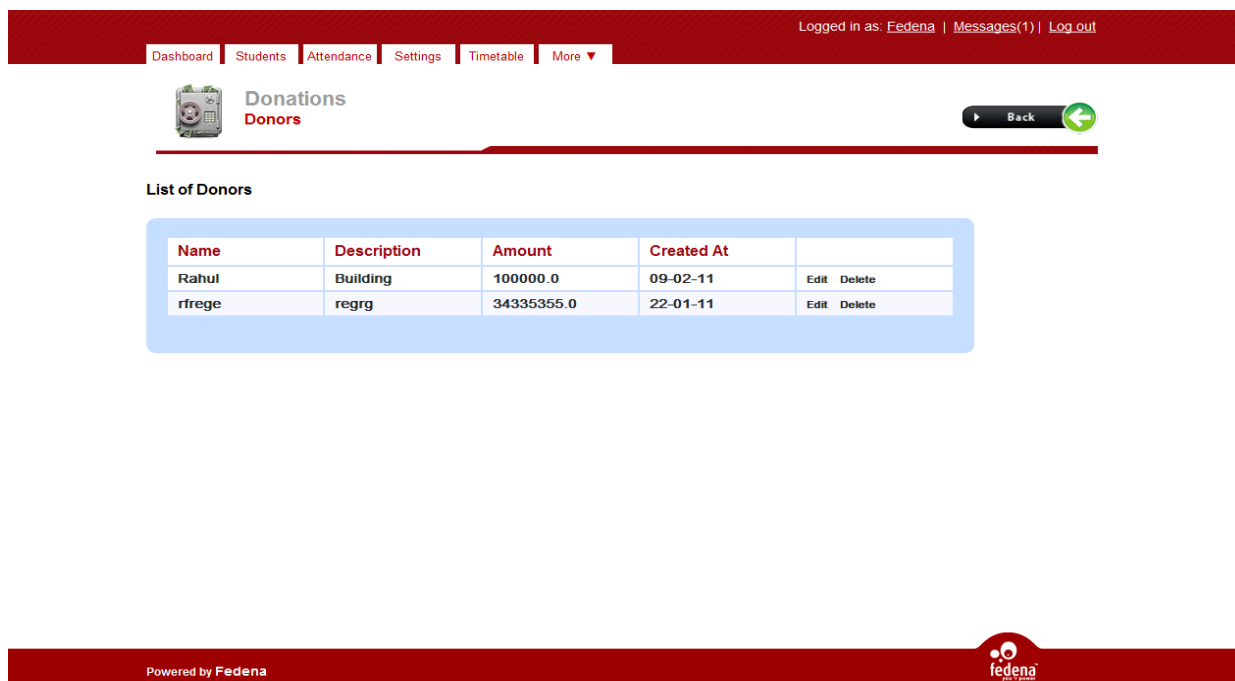 Logged in as: Fedena | Messages(1) | Log out
Dashboard Students Attendance Settings Timetable More ▼
Donations
Donors
Back
List of Donors
Name Description Amount Created At
Rahul Building 100000.0 09-02-11 Edit Delete
rfrege regrg 34335355.0 22-01-11 Edit Delete
Powered by Fedena
fedena